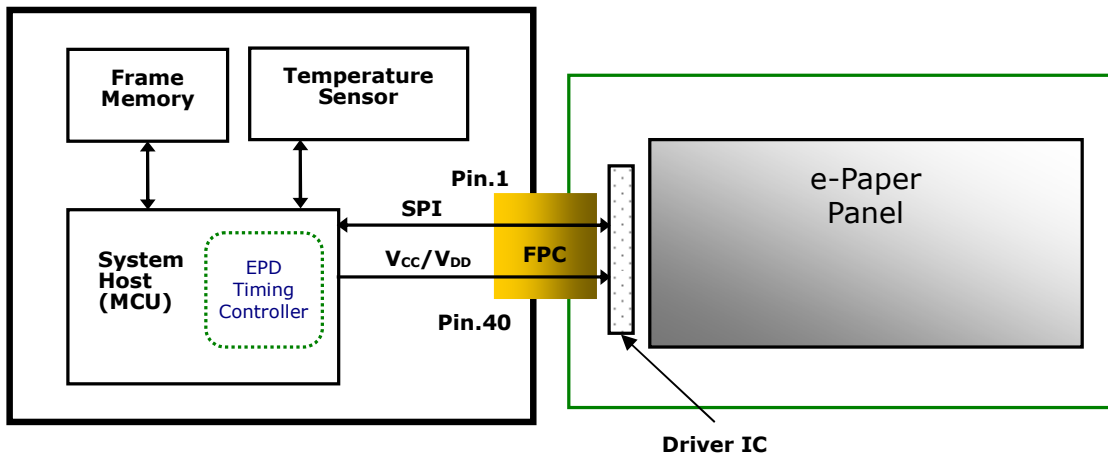 Frame
Memory
Temperature
Sensor
Pin.1
SPI
System
Host
(MCU)
EPD
Timing
Controller
VCC/VDD
FPC
Pin.40
e-Paper
Panel
Driver IC